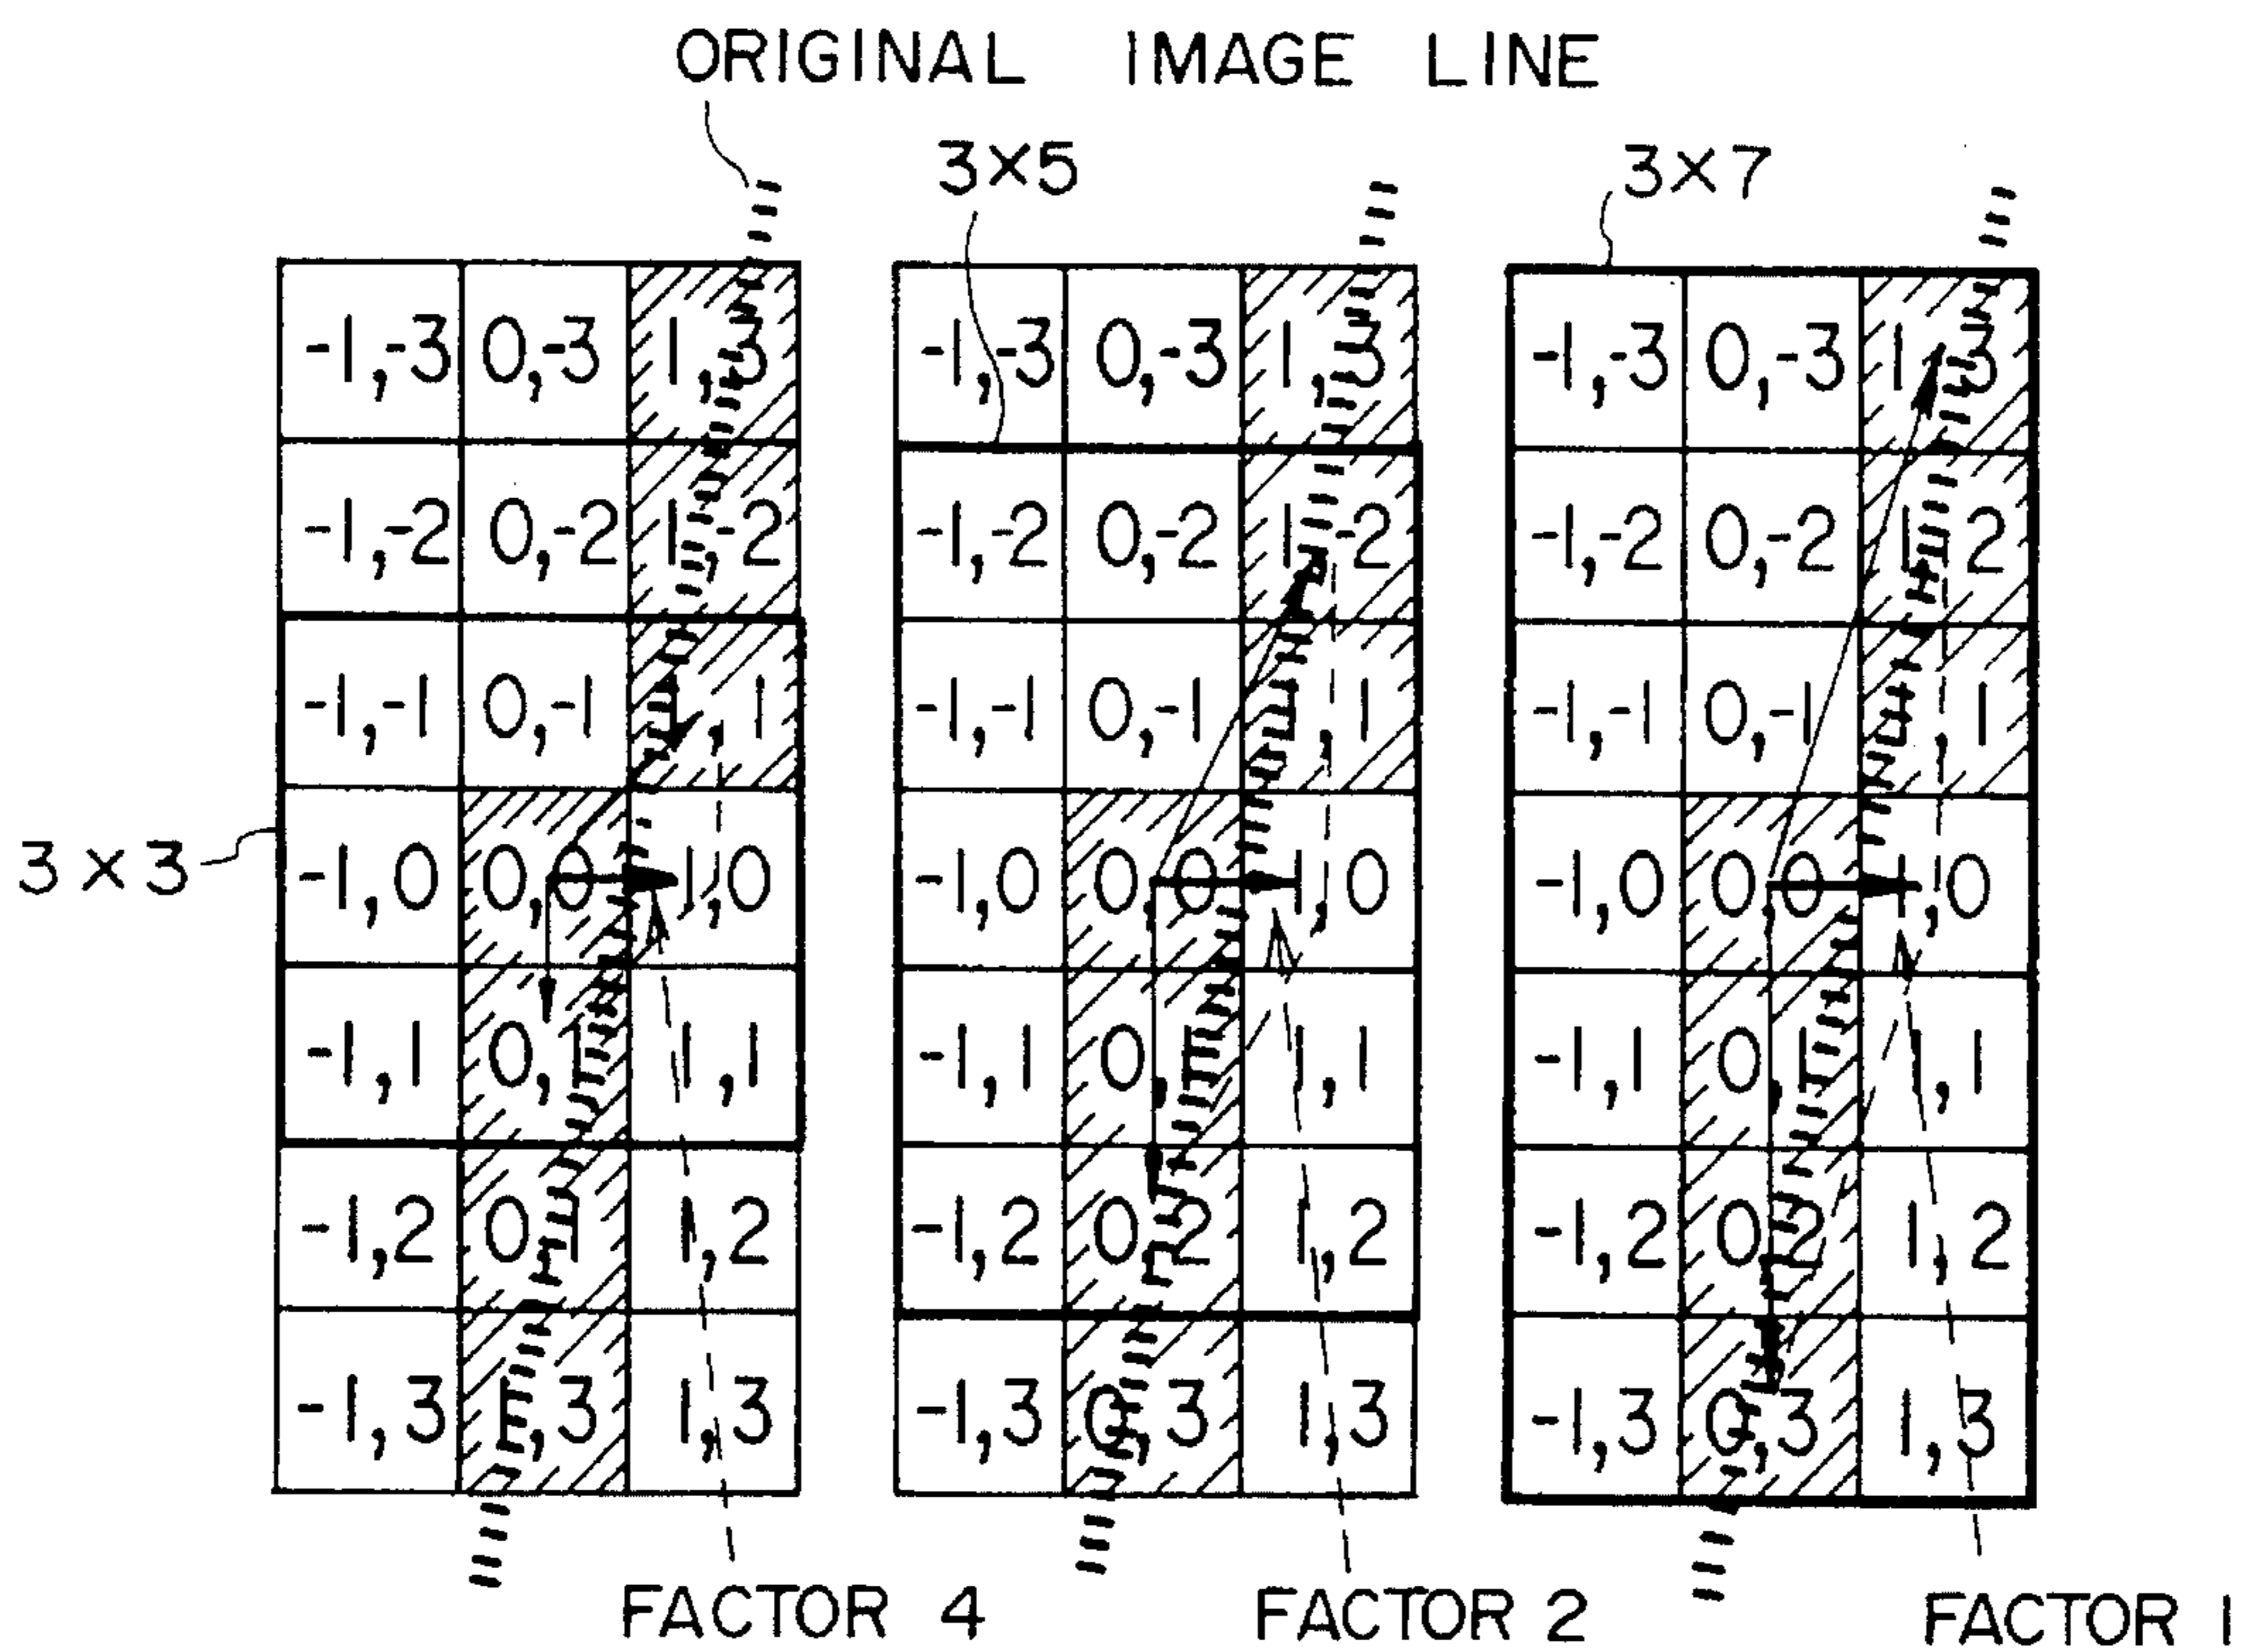 ORIGINAL IMAGE LINE
3×5 3×7
-1,-3 0,-3 1,3 -1,-3 0,-3 1,3 -1,-3 0,-3 1,3
-1,-2 0,-2 1,-2 -1,-2 0,-2 1,-2 -1,-2 0,-2 1,2
-1,-1 0,-1 1,1 -1,-1 0,-1 1,1 -1,-1 0,-1 1,1
3×3 -1,0 0,0 1,0 -1,0 0,0 1,0 -1,0 0,0 1,0
-1,1 0,1 1,1 -1,1 0,1 1,1 -1,1 0,1 1,1
-1,2 0,1 1,2 -1,2 0,2 1,2 -1,2 0,2 1,2
-1,3 1,3 1,3 -1,3 0,3 1,3 -1,3 0,3 1,3
FACTOR 4 FACTOR 2 FACTOR 1